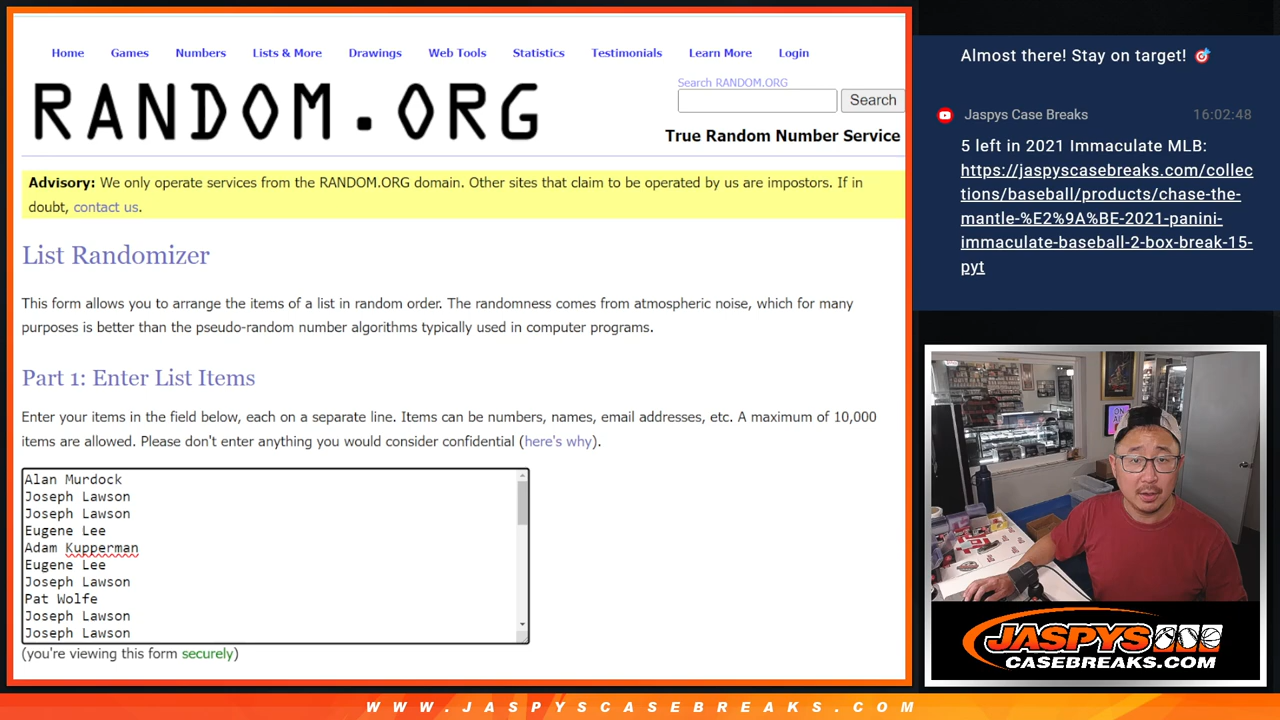 Home Games Numbers Lists & More Drawings Web Tools Statistics Testimonials Learn More Login
RANDOM.ORG
Search RANDOM.ORG
Search
True Random Number Service
Advisory: We only operate services from the RANDOM.ORG domain. Other sites that claim to be operated by us are impostors. If in
doubt, contact us.
List Randomizer
This form allows you to arrange the items of a list in random order. The randomness comes from atmospheric noise, which for many
purposes is better than the pseudo-random number algorithms typically used in computer programs.
Part 1: Enter List Items
Enter your items in the field below, each on a separate line. Items can be numbers, names, email addresses, etc. A maximum of 10,000
items are allowed. Please don't enter anything you would consider confidential (here's why).
Alan Murdock
Joseph Lawson
Joseph Lawson
Eugene Lee
Adam Kupperman
Eugene Lee
Joseph Lawson
Pat Wolfe
Joseph Lawson
Joseph Lawson
(you're viewing this form securely)
Almost there! Stay on target! 🎯
Jaspys Case Breaks 16:02:48
5 left in 2021 Immaculate MLB:
https://jaspyscasebreaks.com/collec
tions/baseball/products/chase-the-
mantle-%E2%9A%BE-2021-panini-
immaculate-baseball-2-box-break-15-
pyt
JASPYS
CASEBREAKS.COM
WWW.JASPYSCASEBREAKS.COM